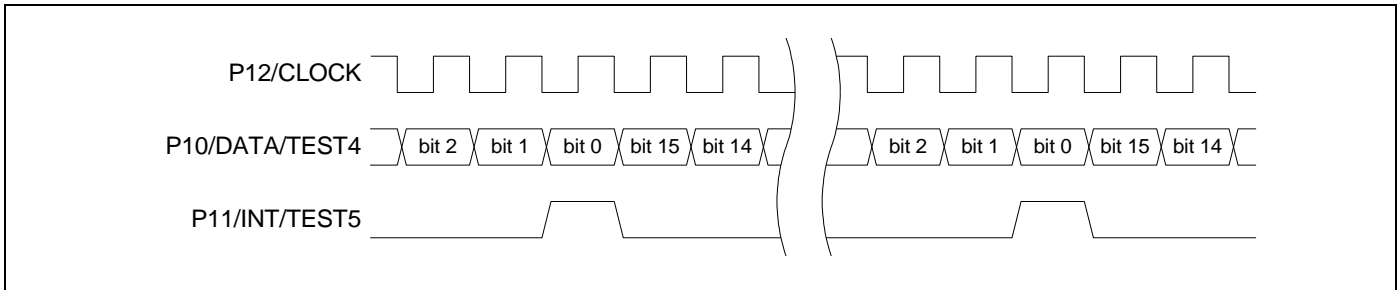 P12/CLOCK
P10/DATA/TEST4 bit 2 bit 1 bit 0 bit 15 bit 14 bit 2 bit 1 bit 0 bit 15 bit 14
P11/INT/TEST5